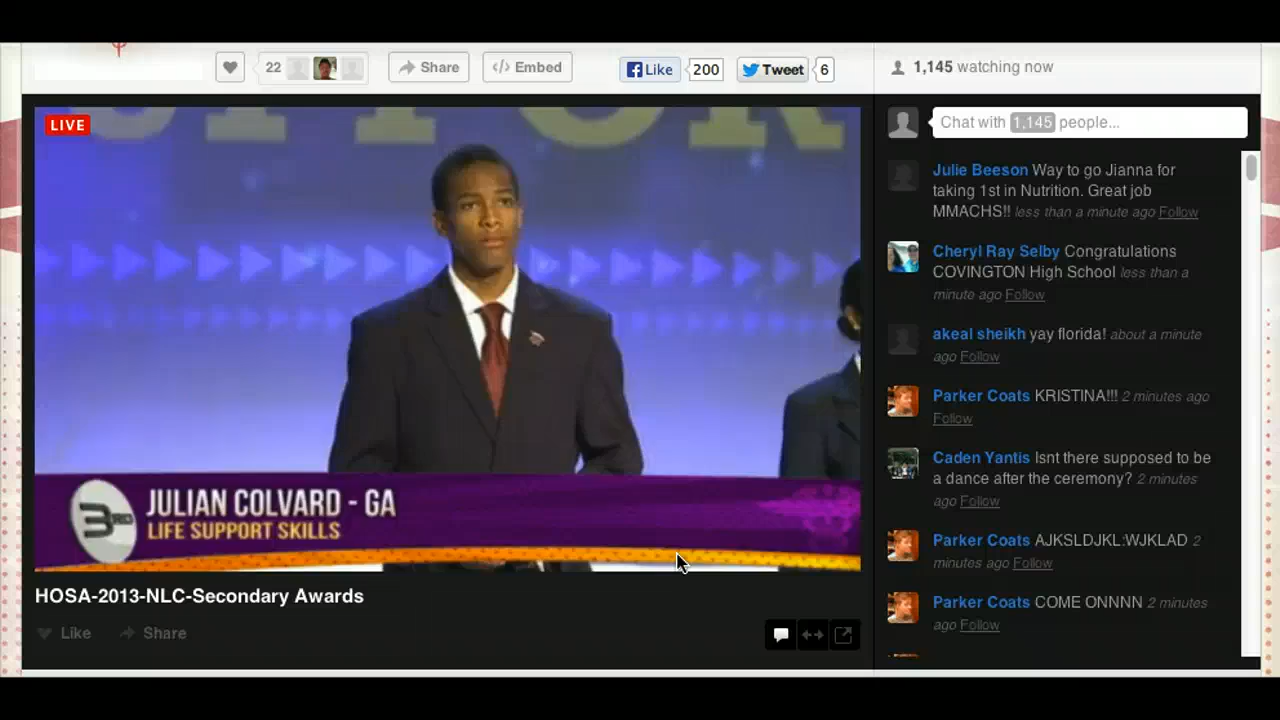 22
Share
</> Embed
Like
200
Tweet
6
1,145 watching now
LIVE
3RD
JULIAN COLVARD - GA
LIFE SUPPORT SKILLS
HOSA-2013-NLC-Secondary Awards
Like
Share
Chat with 1,145 people...
Julie Beeson Way to go Jianna for
taking 1st in Nutrition. Great job
MMACHS!! less than a minute ago Follow
Cheryl Ray Selby Congratulations
COVINGTON High School less than a
minute ago Follow
akeal sheikh yay florida! about a minute
ago Follow
Parker Coats KRISTINA!!! 2 minutes ago
Follow
Caden Yantis Isnt there supposed to be
a dance after the ceremony? 2 minutes
ago Follow
Parker Coats AJKSLDJKL:WJKLAD 2
minutes ago Follow
Parker Coats COME ONNNN 2 minutes
ago Follow